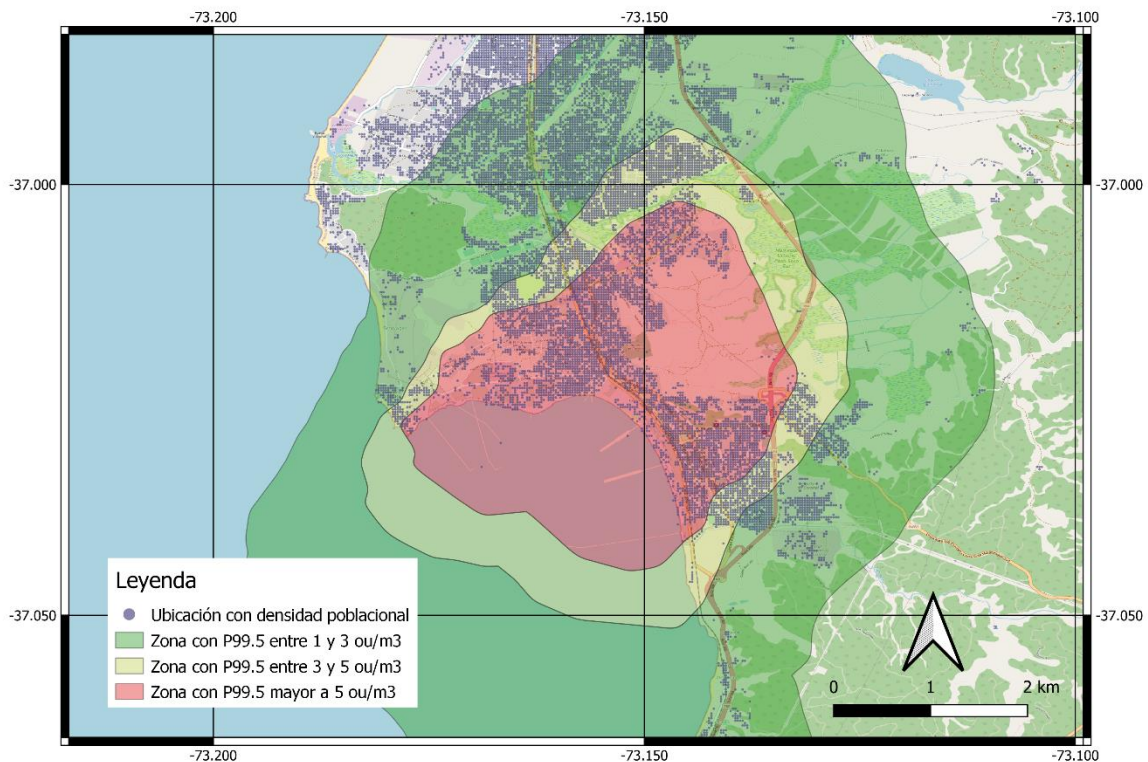 -73.200 -73.150 -73.100
-37.000 -37.000
Leyenda
Ubicación con densidad poblacional
Zona con P99.5 entre 1 y 3 ou/m3
Zona con P99.5 entre 3 y 5 ou/m3
Zona con P99.5 mayor a 5 ou/m3
-37.050 -37.050
0 1 2 km
-73.200 -73.150 -73.100